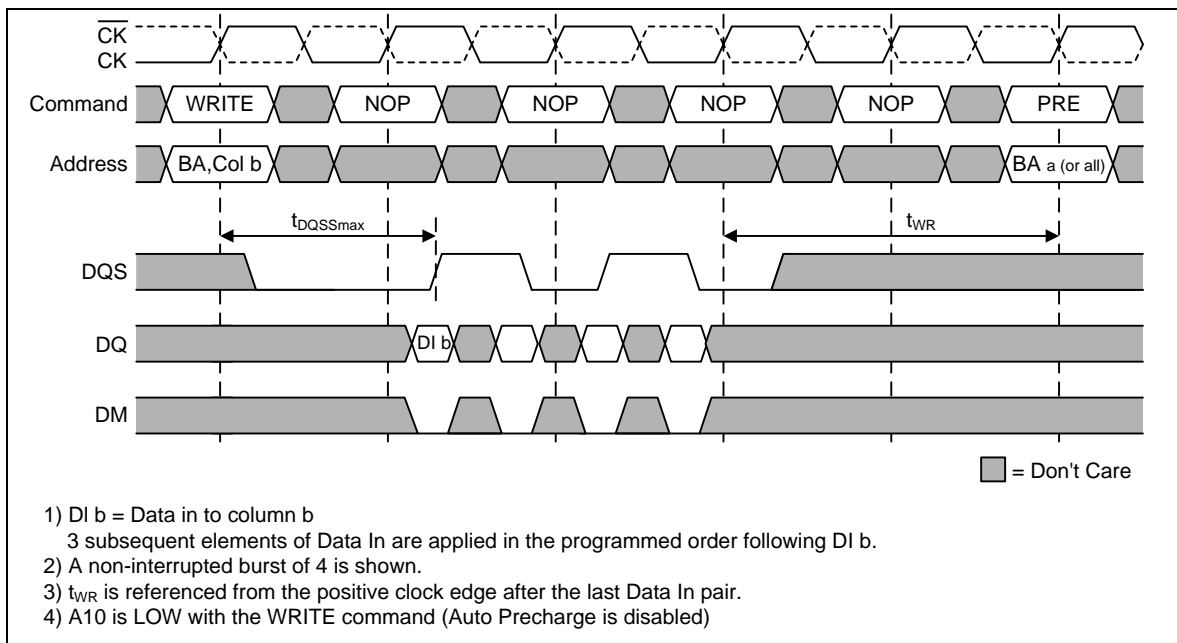 CK
CK
Command WRITE NOP NOP NOP NOP PRE
Address BA,Col b BA a (or all)
tDQSSmax tWR
DQS
DQ DI b
DM
= Don't Care
1) DI b = Data in to column b
3 subsequent elements of Data In are applied in the programmed order following DI b.
2) A non-interrupted burst of 4 is shown.
3) tWR is referenced from the positive clock edge after the last Data In pair.
4) A10 is LOW with the WRITE command (Auto Precharge is disabled)